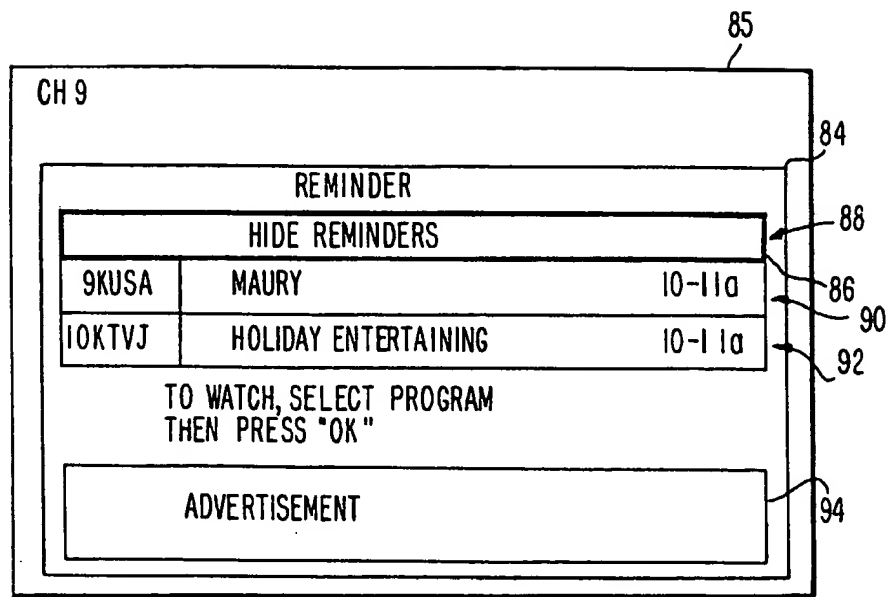 85
CH 9
84
REMINDER
HIDE REMINDERS
88
86
9KUSA MAURY 10-11a
90
10KTVJ HOLIDAY ENTERTAINING 10-11a
92
TO WATCH, SELECT PROGRAM
THEN PRESS "OK"
ADVERTISEMENT
94